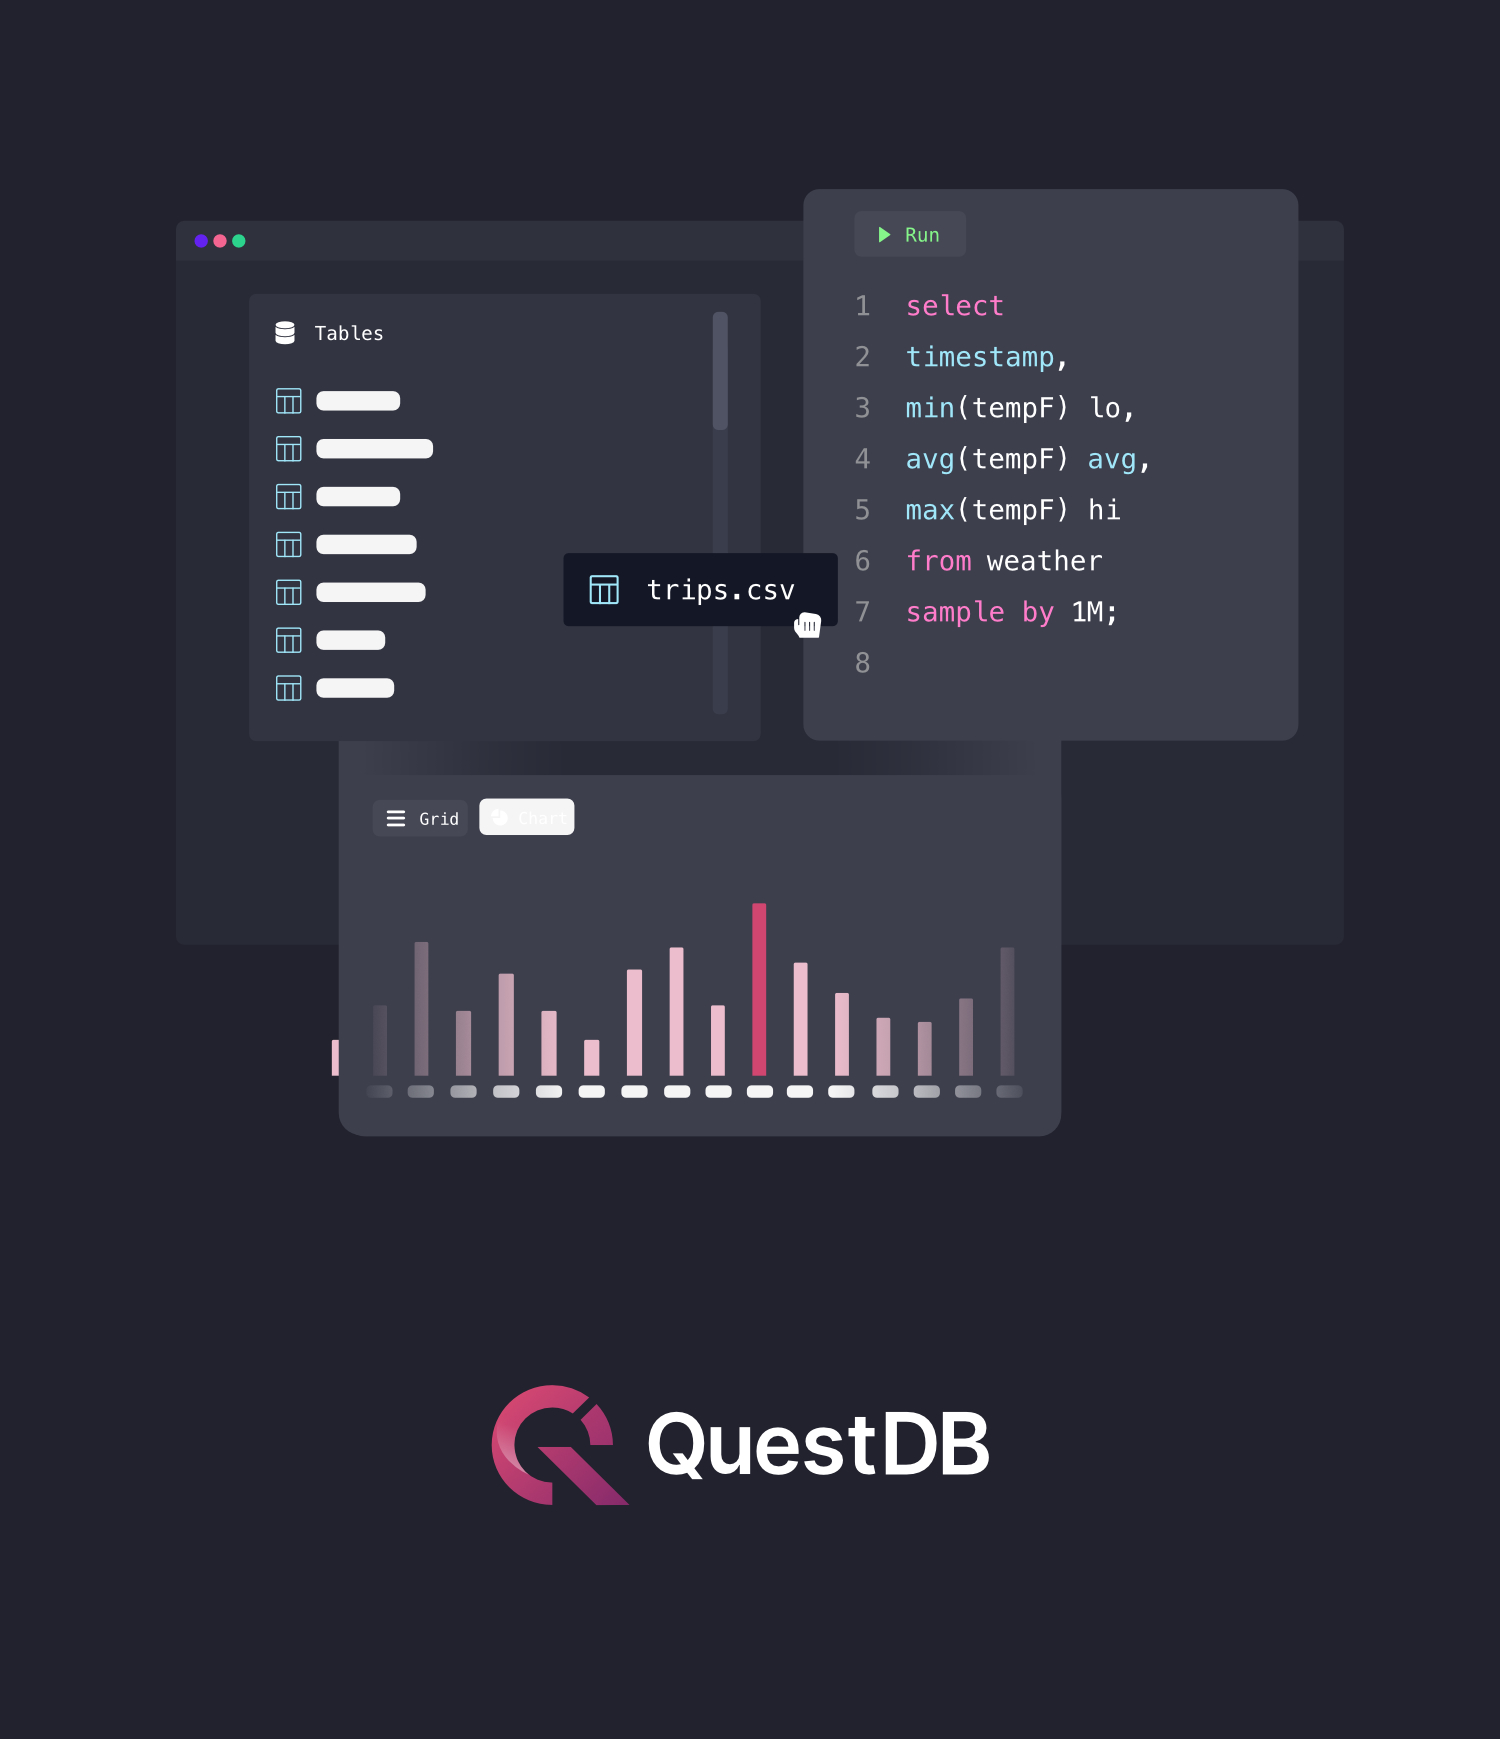 Tables
trips.csv
Run
1 select
2 timestamp,
3 min(tempF) lo,
4 avg(tempF) avg,
5 max(tempF) hi
6 from weather
7 sample by 1M;
8
Grid
Chart
QuestDB